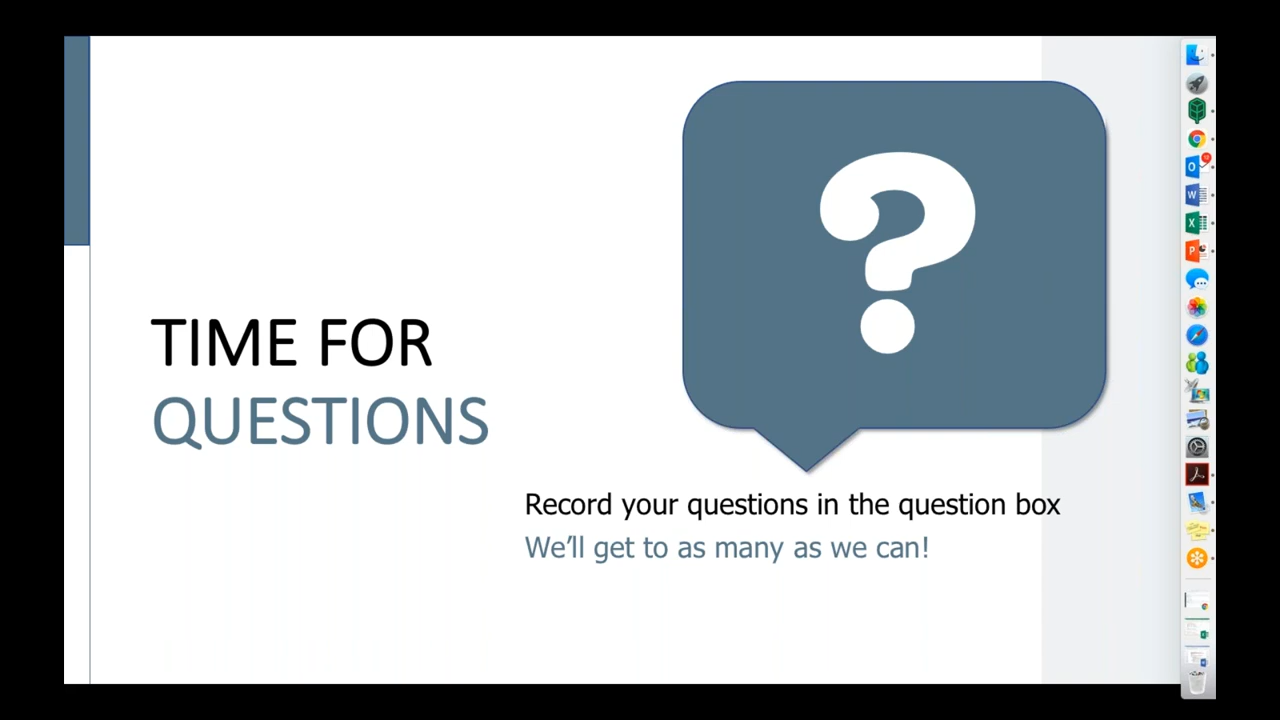 TIME FOR
QUESTIONS
?
Record your questions in the question box
We'll get to as many as we can!